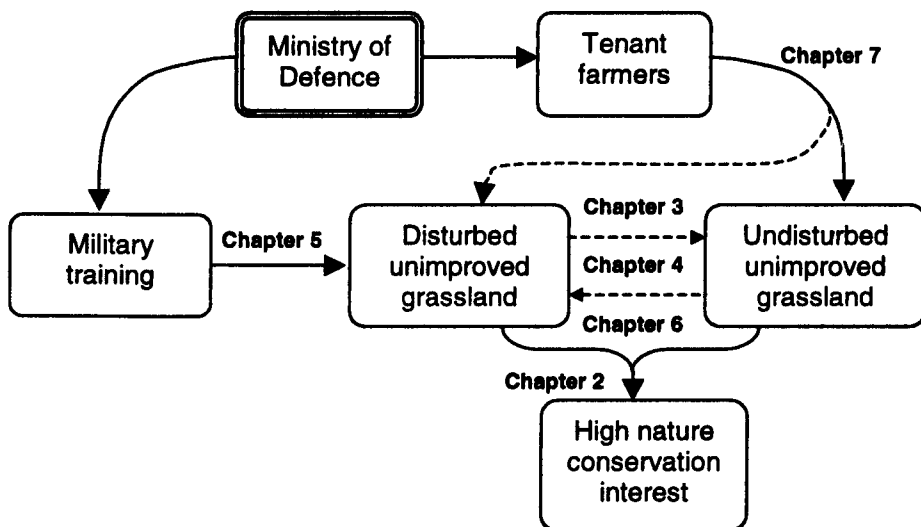 Ministry of
Defence
Tenant
farmers
Chapter 7
Military
training
Chapter 5
Disturbed
unimproved
grassland
Chapter 3
Chapter 4
Chapter 6
Undisturbed
unimproved
grassland
Chapter 2
High nature
conservation
interest